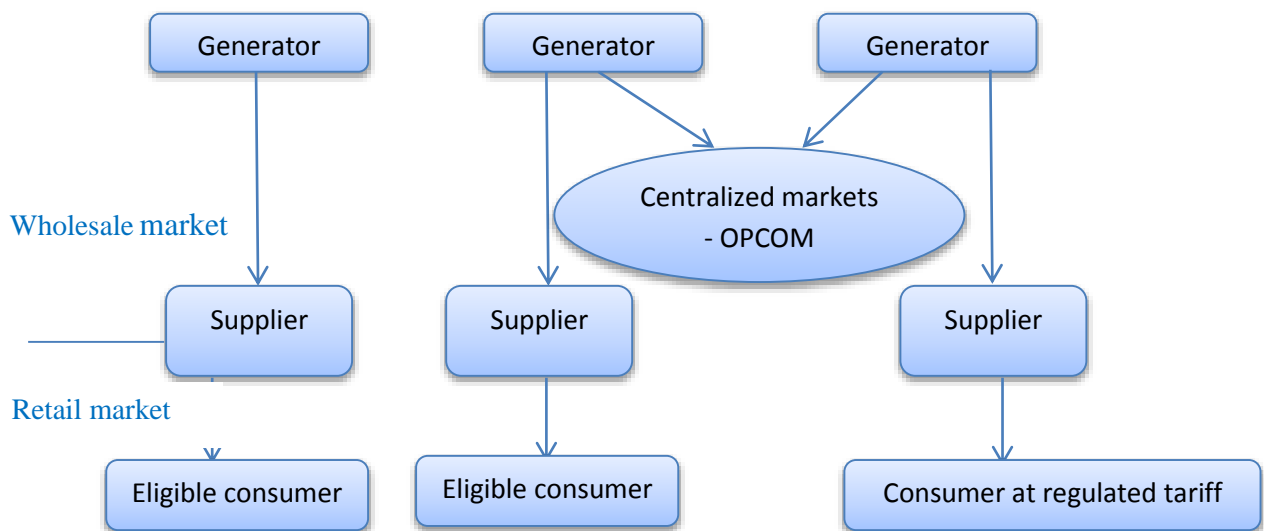 Generator
Generator
Generator
Centralized markets
- OPCOM
Wholesale market
Supplier
Supplier
Supplier
Retail market
Eligible consumer
Eligible consumer
Consumer at regulated tariff